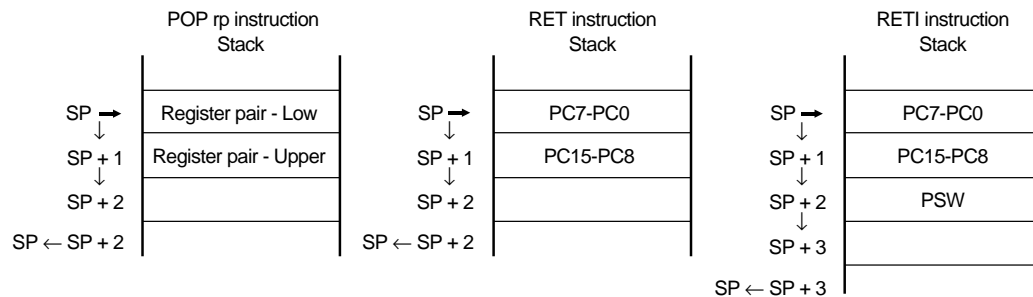 POP rp instruction
Stack
SP
Register pair - Low
↓
SP + 1
Register pair - Upper
↓
SP + 2
SP ← SP + 2
RET instruction
Stack
SP
PC7-PC0
↓
SP + 1
PC15-PC8
↓
SP + 2
SP ← SP + 2
RETI instruction
Stack
SP
PC7-PC0
↓
SP + 1
PC15-PC8
↓
SP + 2
PSW
↓
SP + 3
SP ← SP + 3